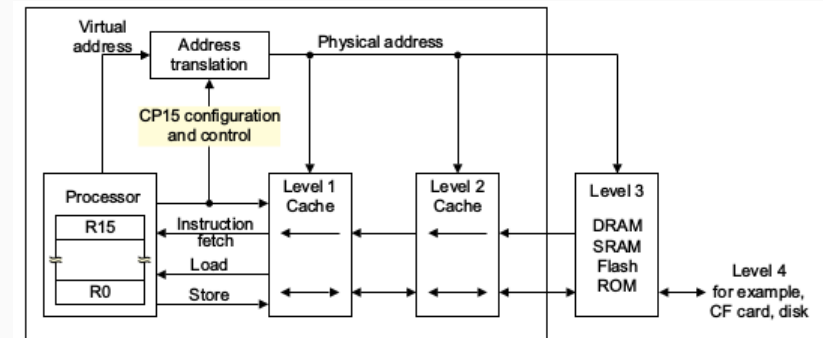 Virtual
address
Address
translation
Physical address
CP15 configuration
and control
Processor
R15
R0
Instruction
fetch
Load
Store
Level 1
Cache
Level 2
Cache
Level 3
DRAM
SRAM
Flash
ROM
Level 4
for example,
CF card, disk